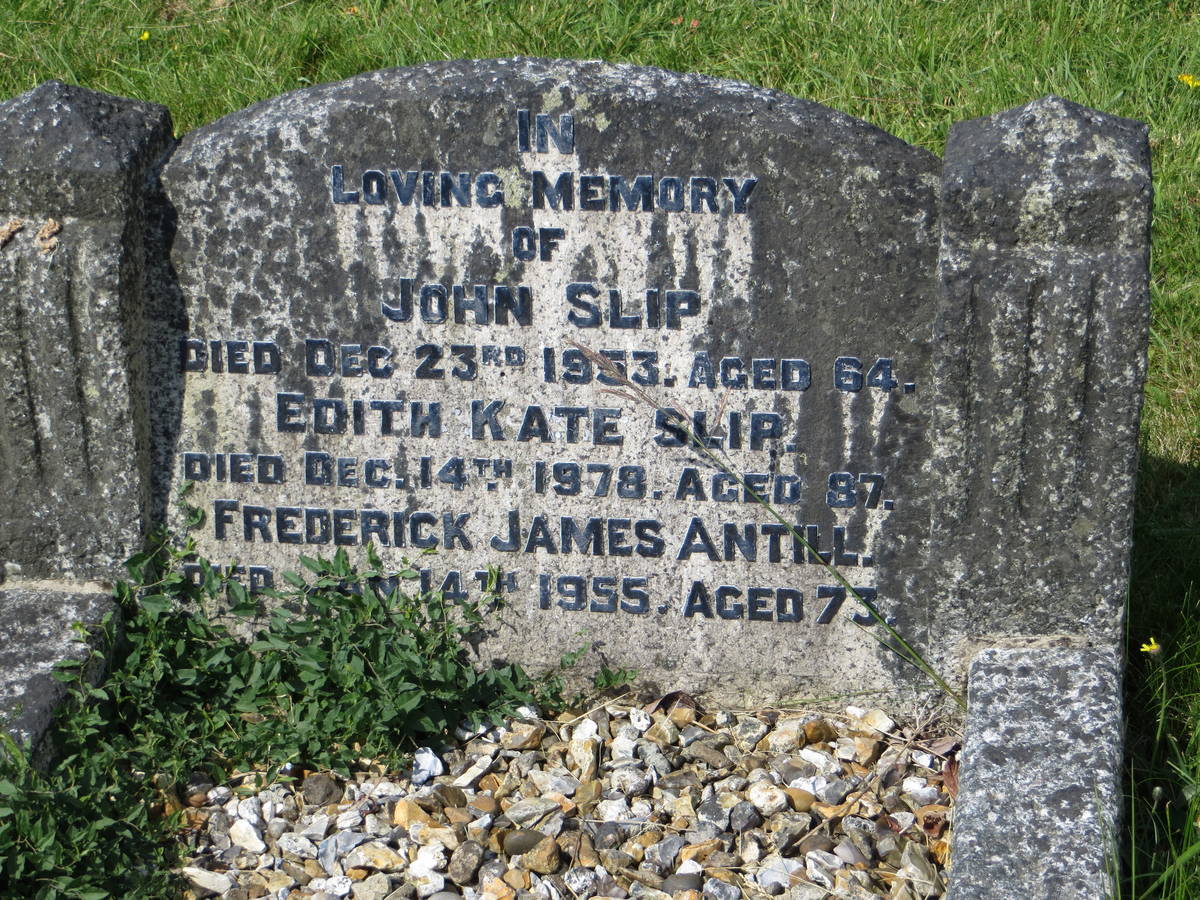 IN
LOVING MEMORY
OF
JOHN SLIP
DIED DEC 23RD 1953. AGED 64.
EDITH KATE SLIP.
DIED DEC. 14TH 1978. AGED 87.
FREDERICK JAMES ANTILL.
DIED 14TH 1955. AGED